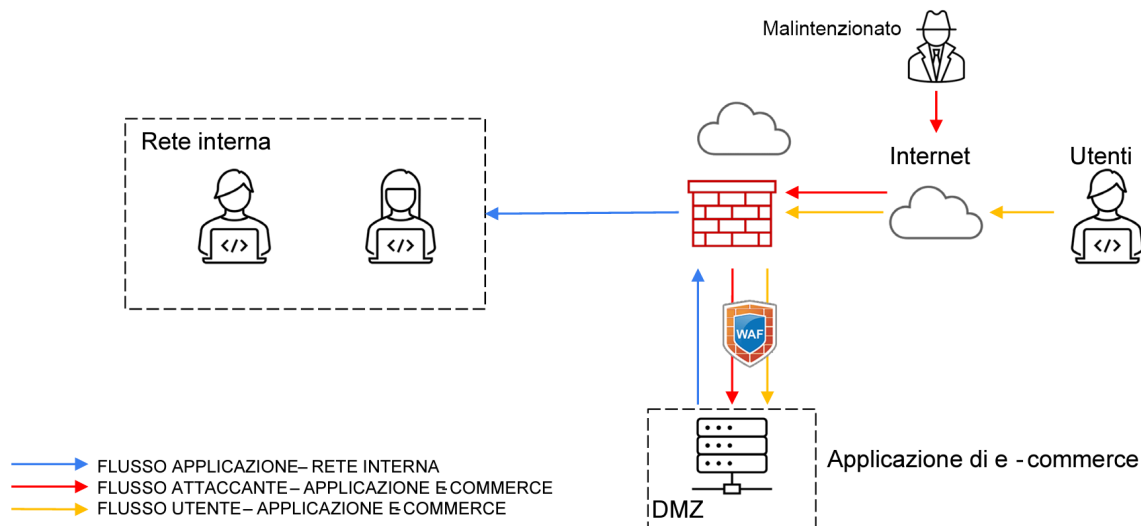 Malintenzionato
Rete interna
Internet
Utenti
</>
</>
</>
WAF
Applicazione di e -commerce
DMZ
FLUSSO APPLICAZIONE– RETE INTERNA
FLUSSO ATTACCANTE– APPLICAZIONE E-COMMERCE
FLUSSO UTENTE– APPLICAZIONE E-COMMERCE